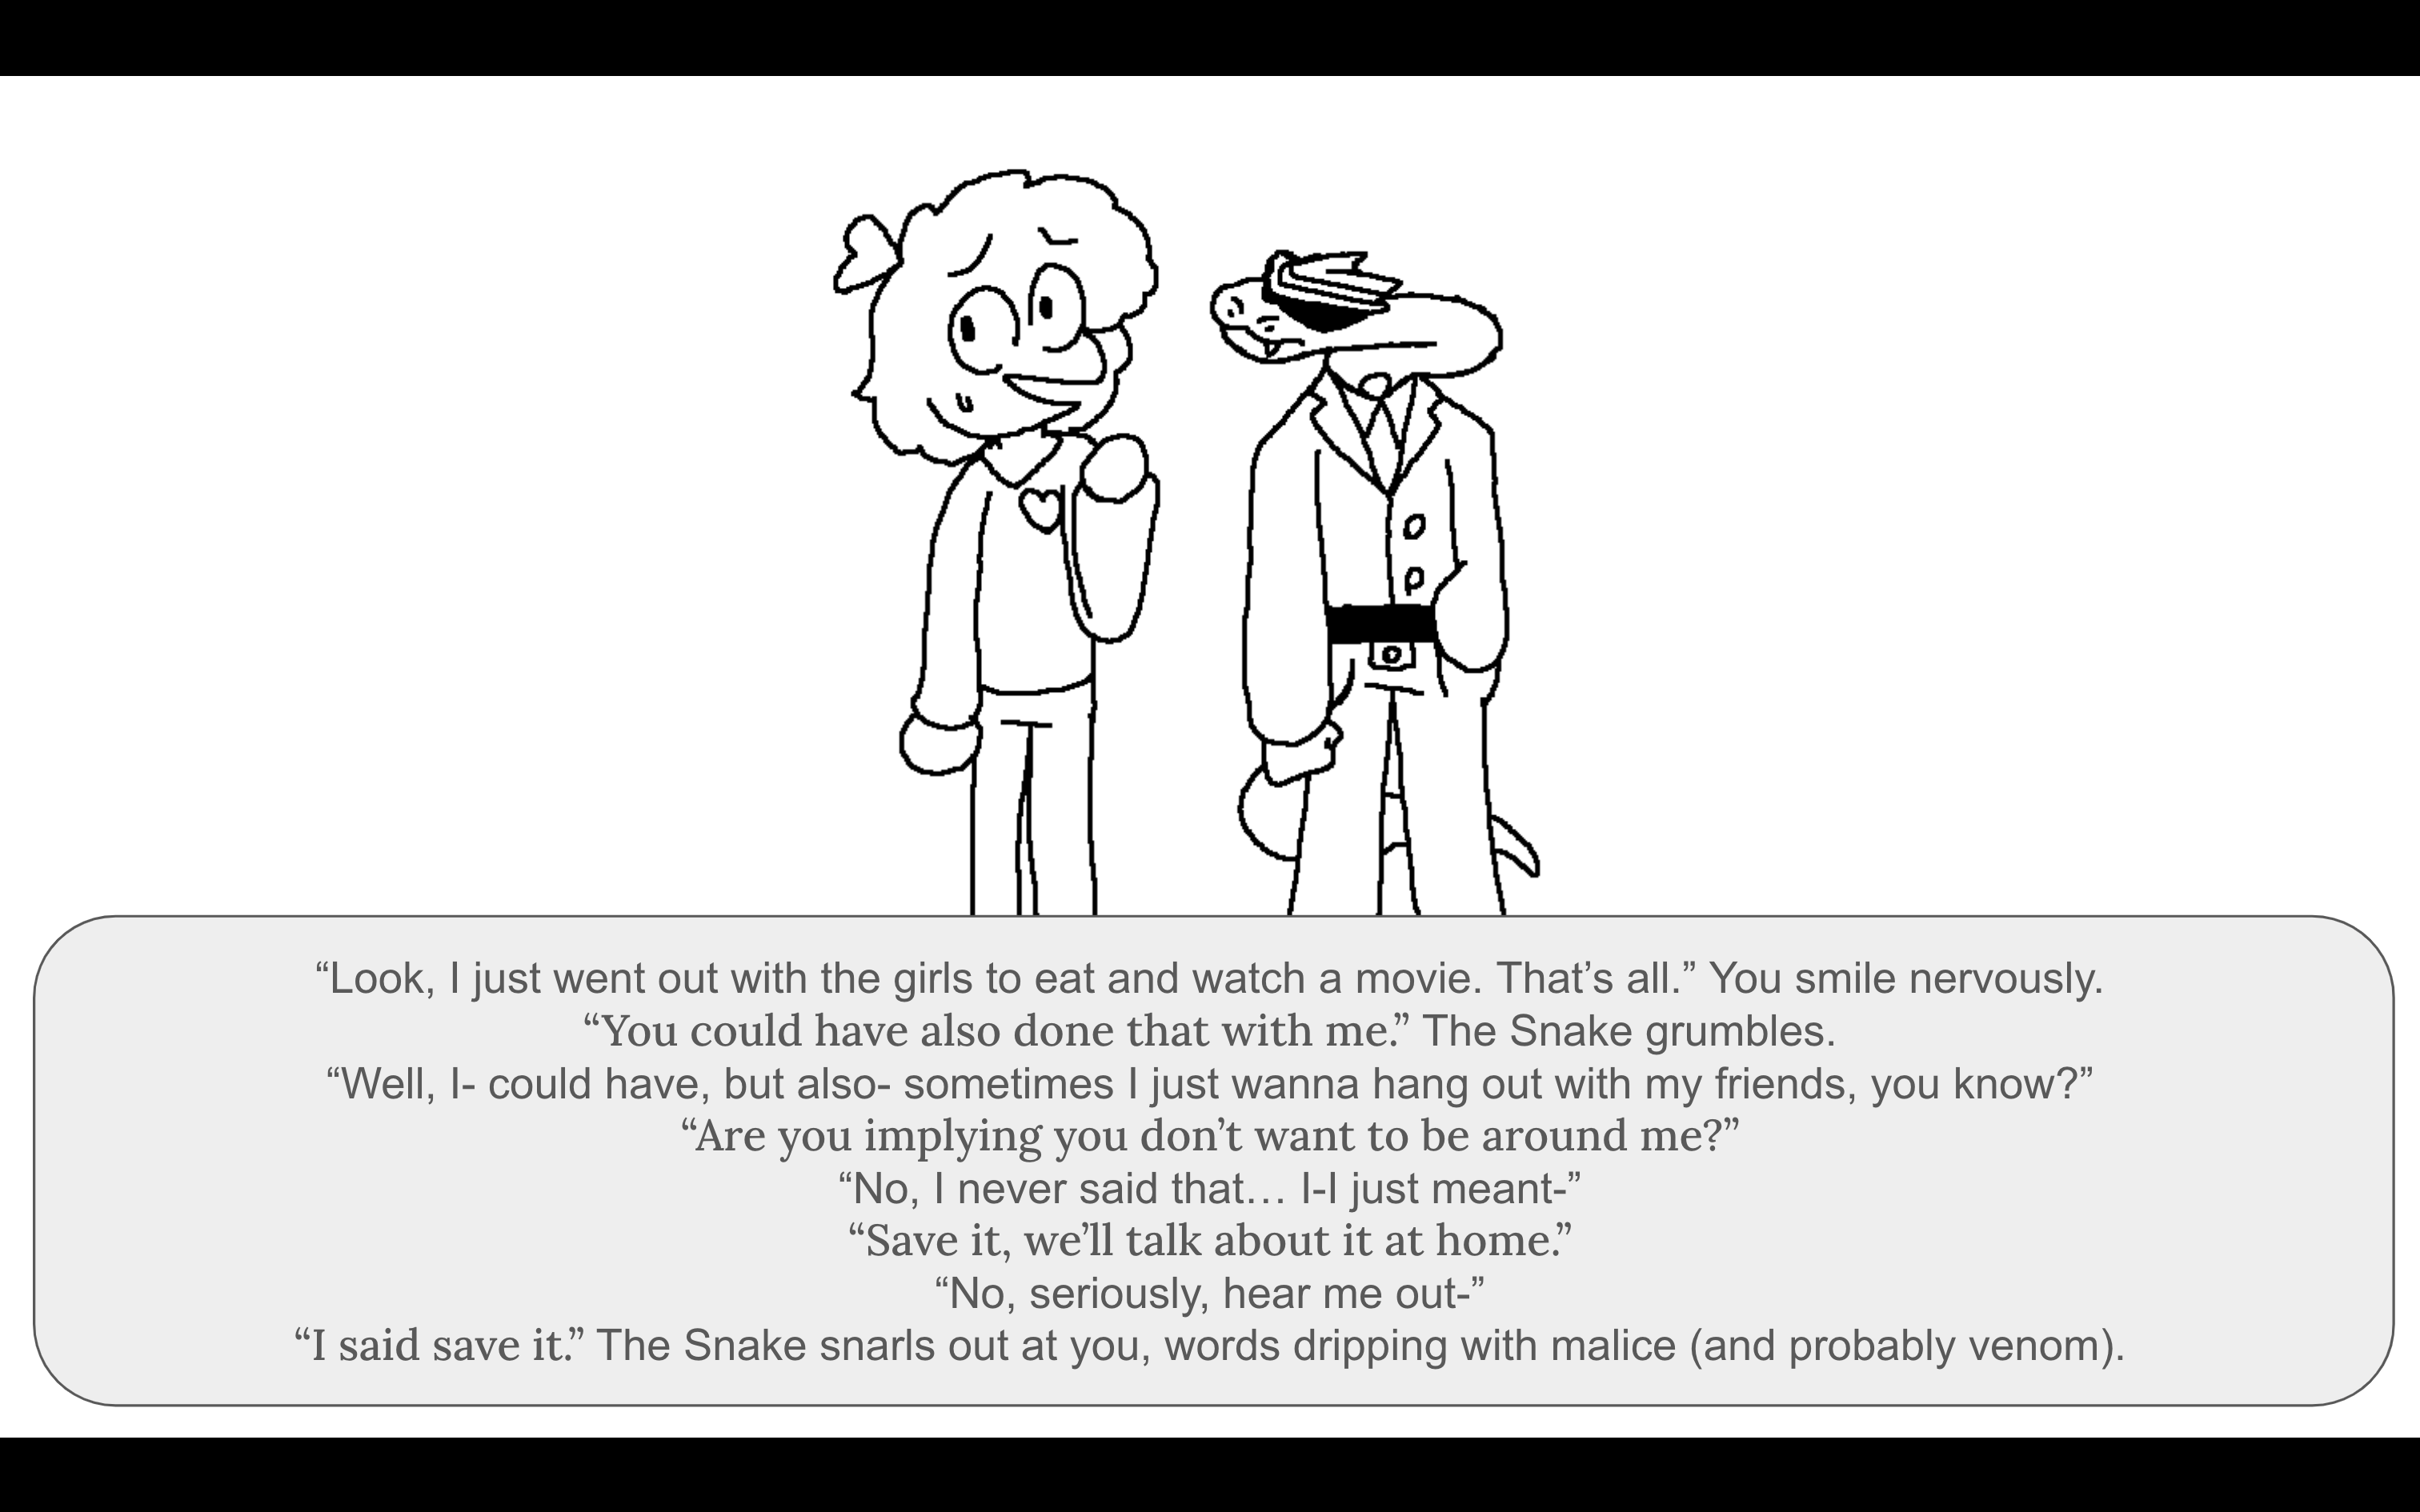 “Look, I just went out with the girls to eat and watch a movie. That’s all.” You smile nervously.
“You could have also done that with me.” The Snake grumbles.
“Well, I- could have, but also- sometimes I just wanna hang out with my friends, you know?”
“Are you implying you don’t want to be around me?”
“No, I never said that… I-I just meant-”
“Save it, we’ll talk about it at home.”
“No, seriously, hear me out-”
“I said save it.” The Snake snarls out at you, words dripping with malice (and probably venom).